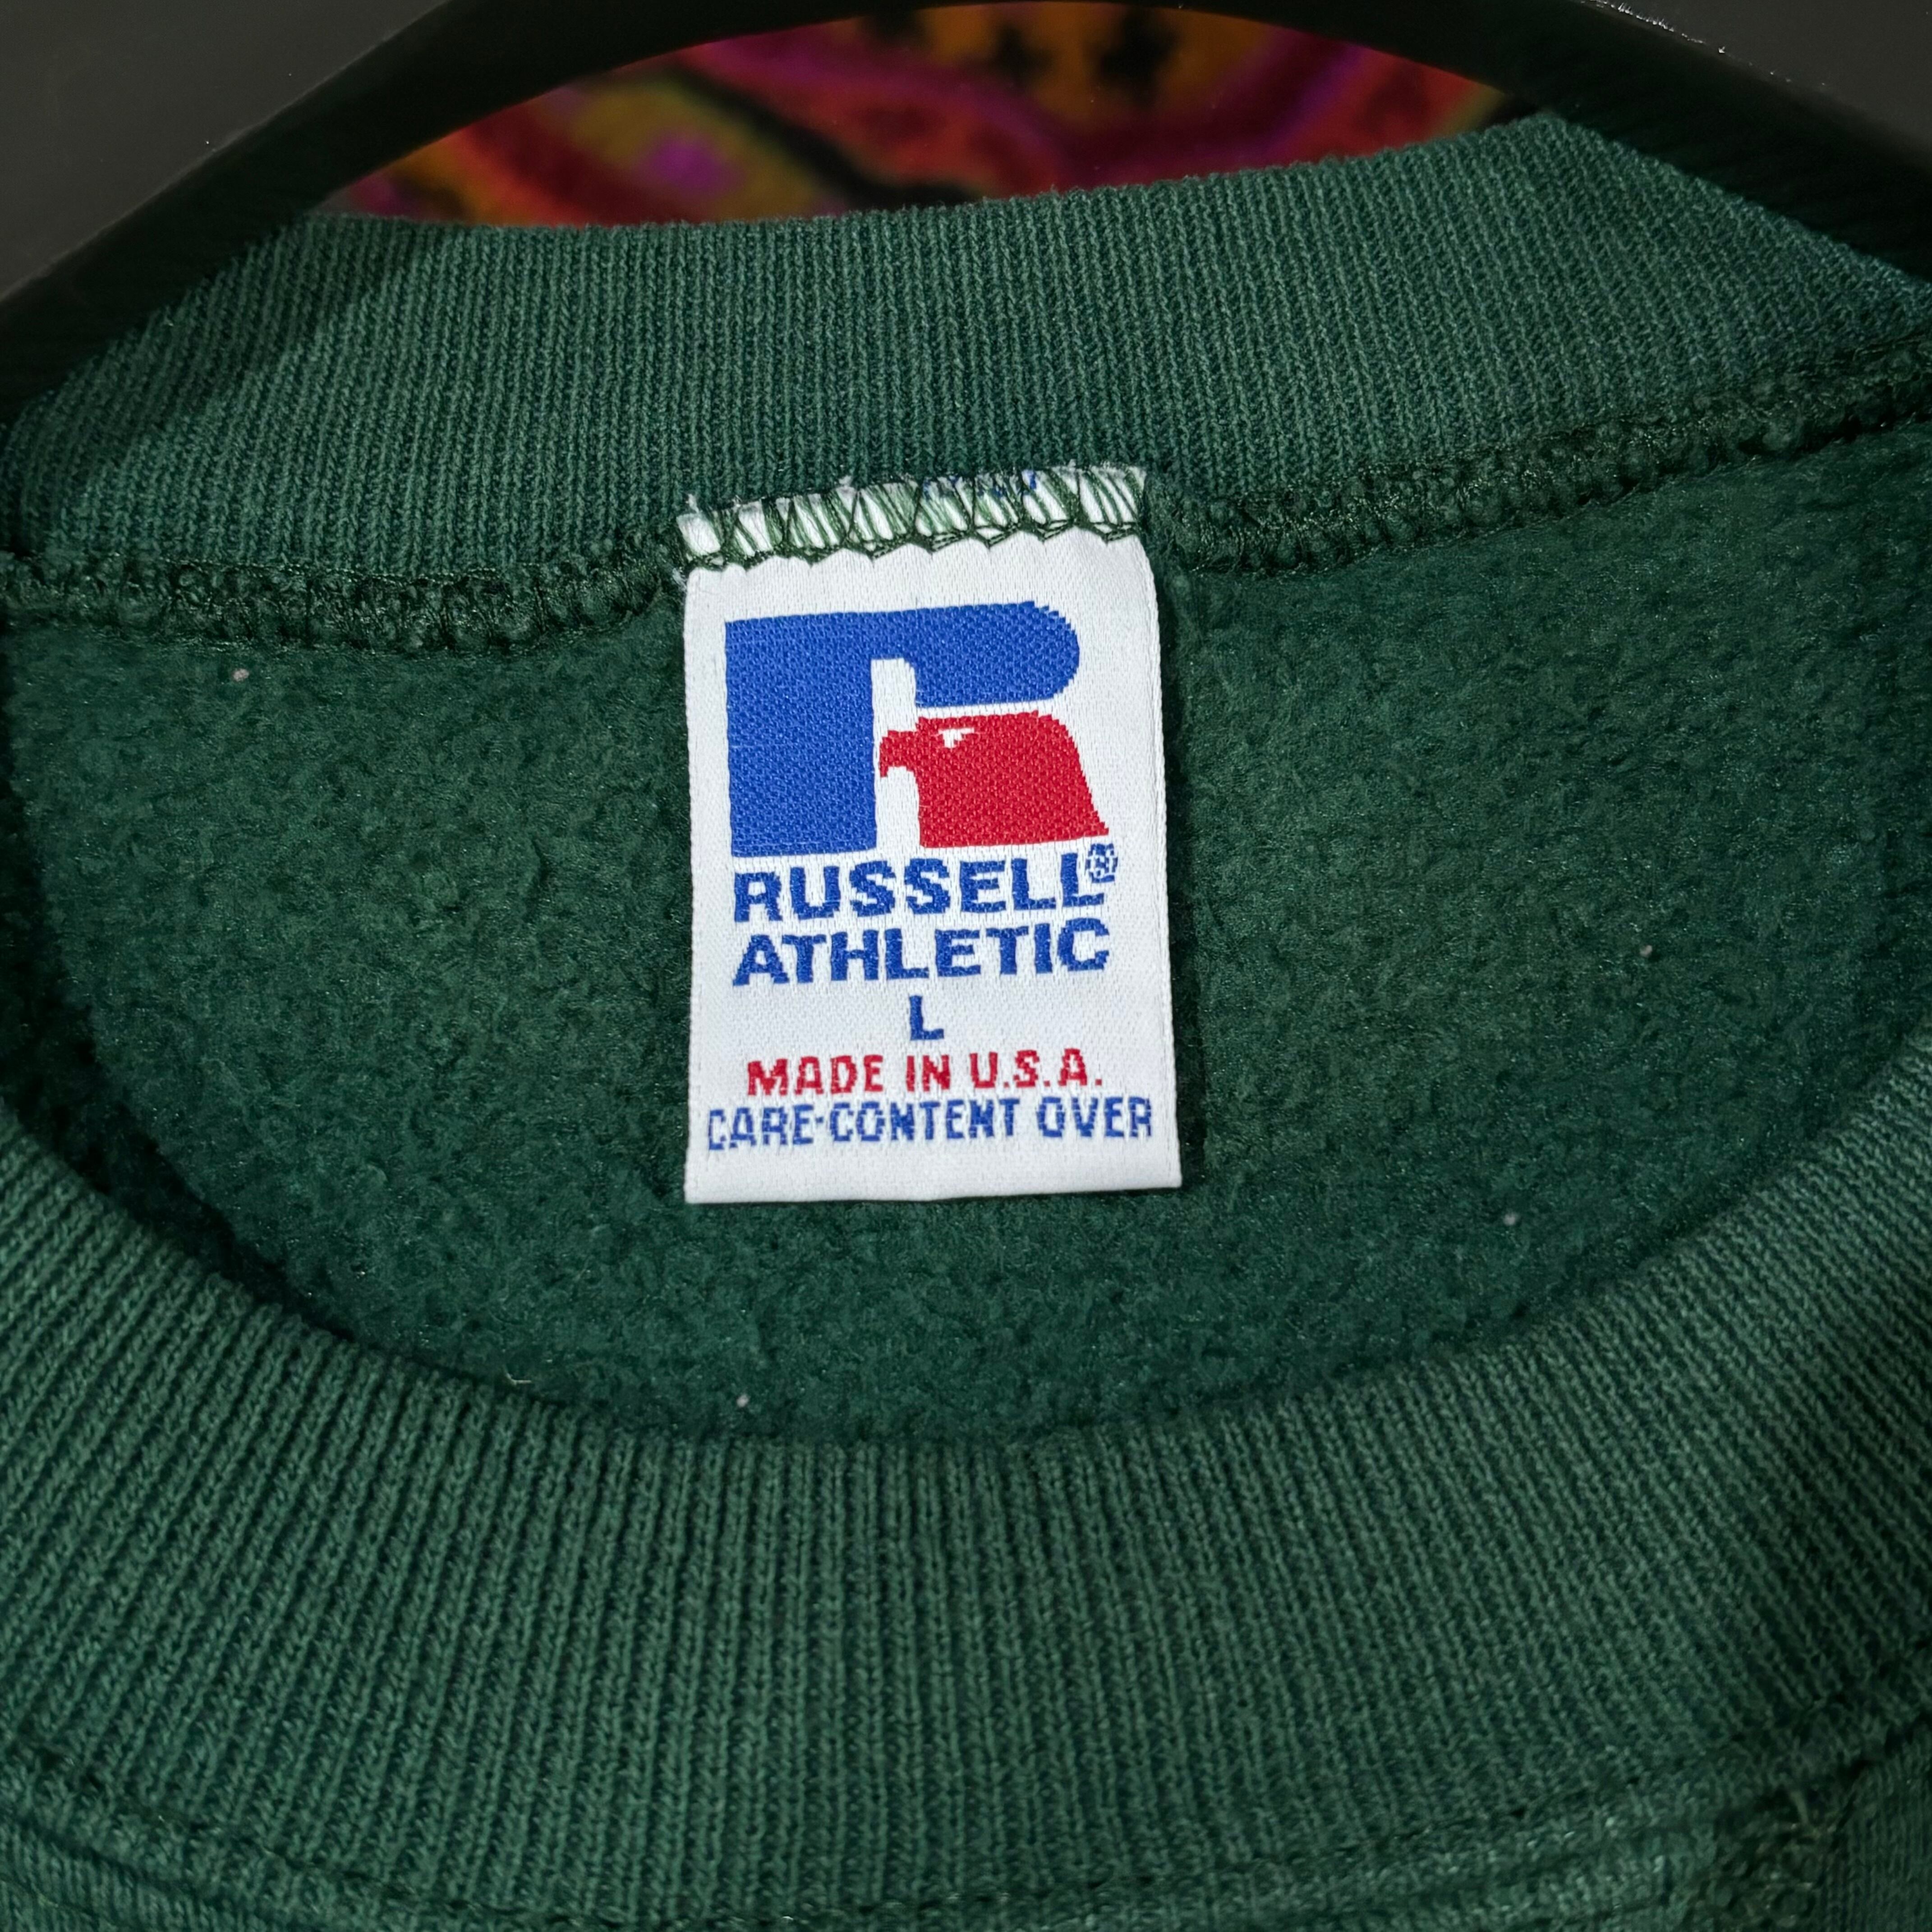 RUSSELL®
ATHLETIC
L
MADE IN U.S.A.
CARE-CONTENT OVER